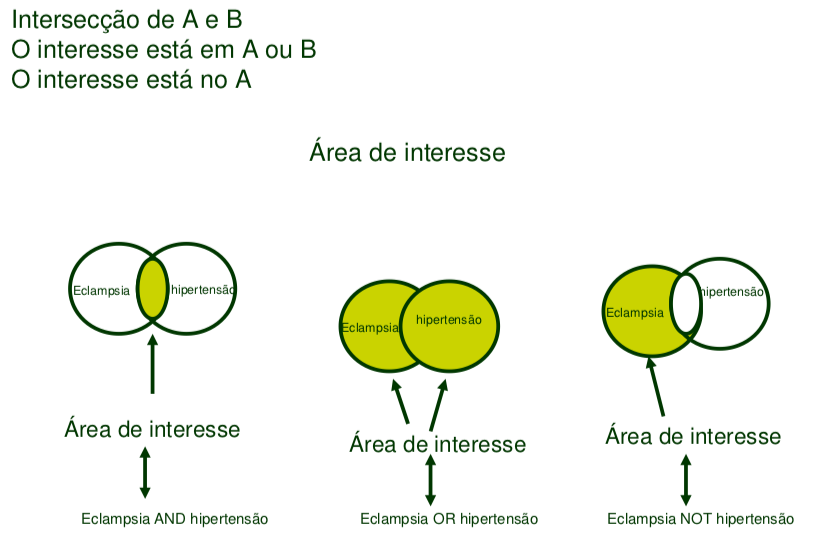 Intersecção de A e B
O interesse está em A ou B
O interesse está no A
Área de interesse
Eclampsia
hipertensão
Eclampsia
hipertensão
Eclampsia
hipertensão
Área de interesse
Área de interesse
Área de interesse
Eclampsia AND hipertensão
Eclampsia OR hipertensão
Eclampsia NOT hipertensão